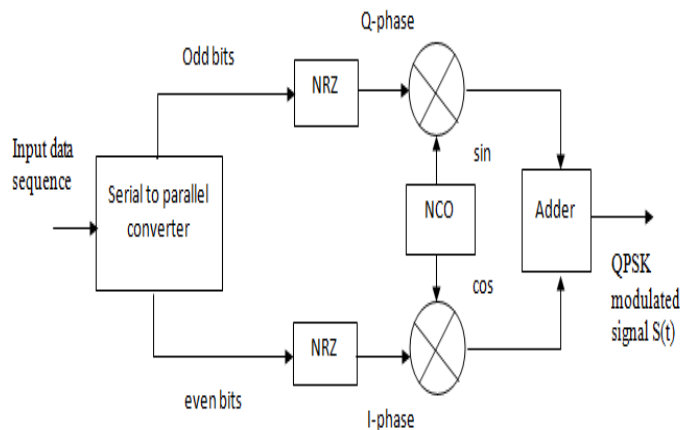 Q-phase
Odd bits
NRZ
Input data
sequence
sin
Serial to parallel
converter
NCO
Adder
cos
QPSK
modulated
signal S(t)
NRZ
even bits
I-phase